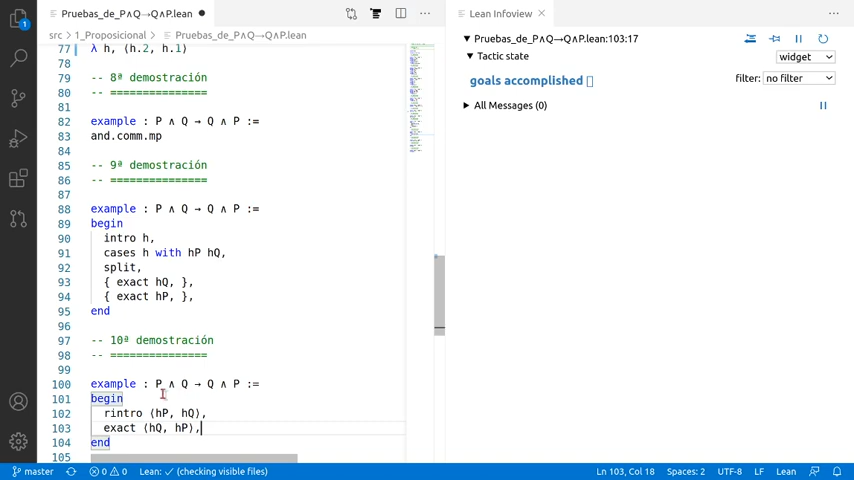 Pruebas_de_P∧Q→Q∧P.lean ●
src > 1_Proposicional > Pruebas_de_P∧Q→Q∧P.lean
77 λ h, ⟨h.2, h.1⟩
78
79 -- 8ª demostración
80 -- ===============
81
82 example : P ∧ Q → Q ∧ P :=
83 and.comm.mp
84
85 -- 9ª demostración
86 -- ===============
87
88 example : P ∧ Q → Q ∧ P :=
89 begin
90 intro h,
91 cases h with hP hQ,
92 split,
93 { exact hQ, },
94 { exact hP, },
95 end
96
97 -- 10ª demostración
98 -- ===============
99
100 example : P ∧ Q → Q ∧ P :=
101 begin
102 rintro ⟨hP, hQ⟩,
103 exact ⟨hQ, hP⟩,
104 end
105
Lean Infoview
Pruebas_de_P∧Q→Q∧P.lean:103:17
Tactic state
widget
goals accomplished
filter: no filter
All Messages (0)
1
master 0 0 Lean: ✓ (checking visible files) Ln 103, Col 18 Spaces: 2 UTF-8 LF Lean